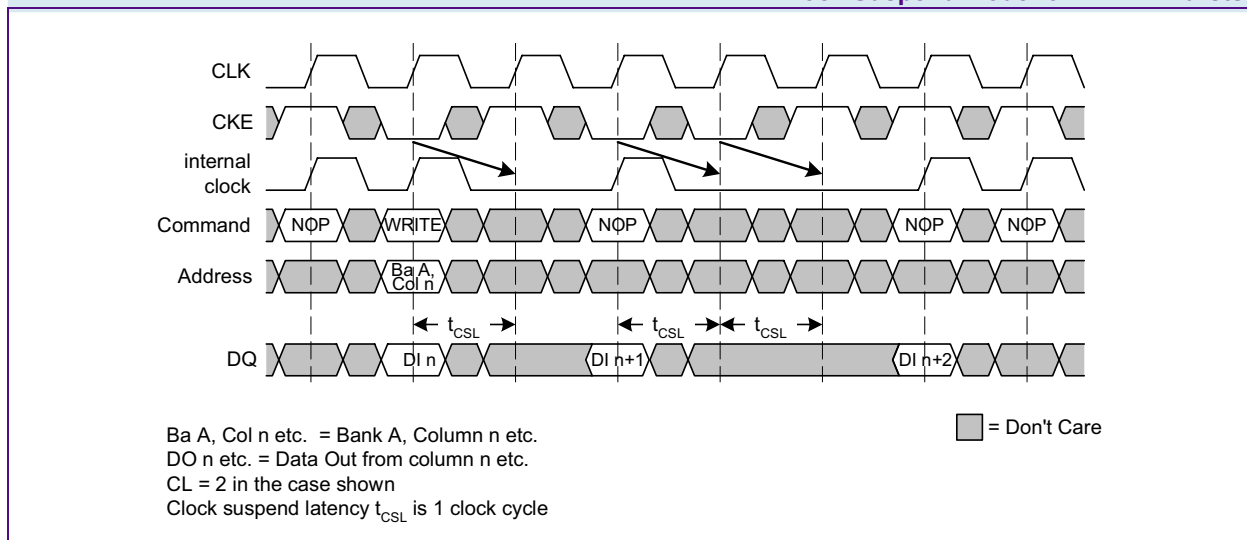 CLK
CKE
internal
clock
Command NOP WRITE NOP NOP NOP
Address Ba A,
Col n
tCSL tCSL tCSL
DQ DI n DI n+1 DI n+2
Ba A, Col n etc. = Bank A, Column n etc.
= Don't Care
DO n etc. = Data Out from column n etc.
CL = 2 in the case shown
Clock suspend latency tCSL is 1 clock cycle